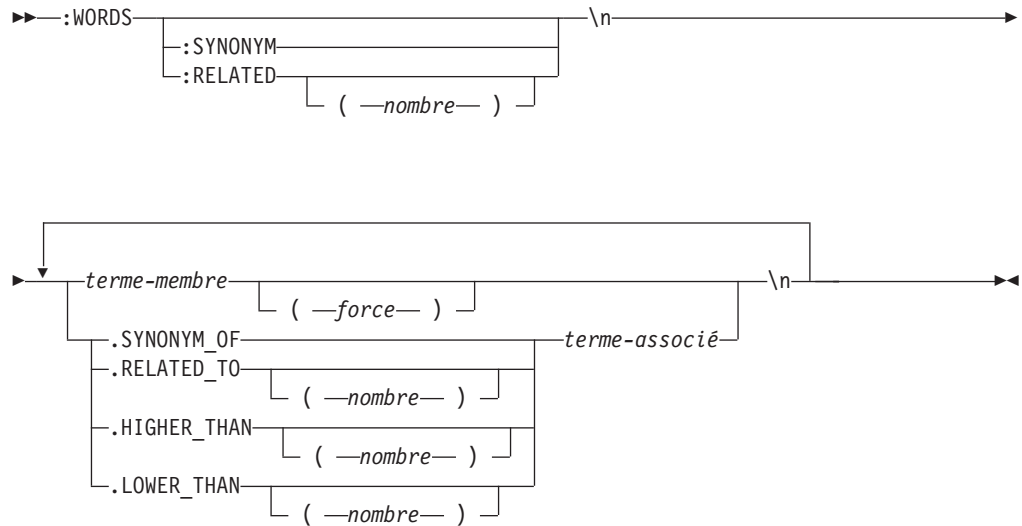 :WORDS \n
:SYNONYM
:RELATED
( nombre )
terme-membre \n
( force )
.SYNONYM_OF terme-associé
.RELATED_TO
( nombre )
.HIGHER_THAN
( nombre )
.LOWER_THAN
( nombre )